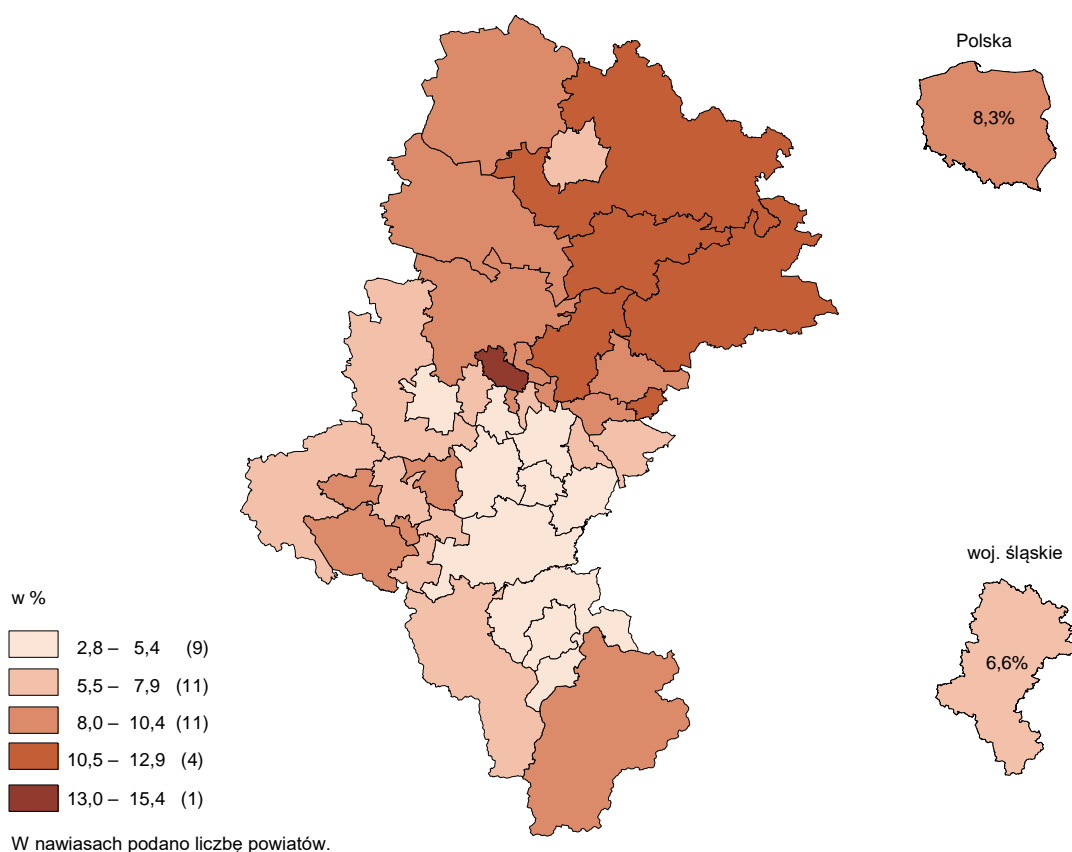 Polska
8,3%
woj. śląskie
6,6%
w %
2,8 – 5,4 (9)
5,5 – 7,9 (11)
8,0 – 10,4 (11)
10,5 – 12,9 (4)
13,0 – 15,4 (1)
W nawiasach podano liczbę powiatów.